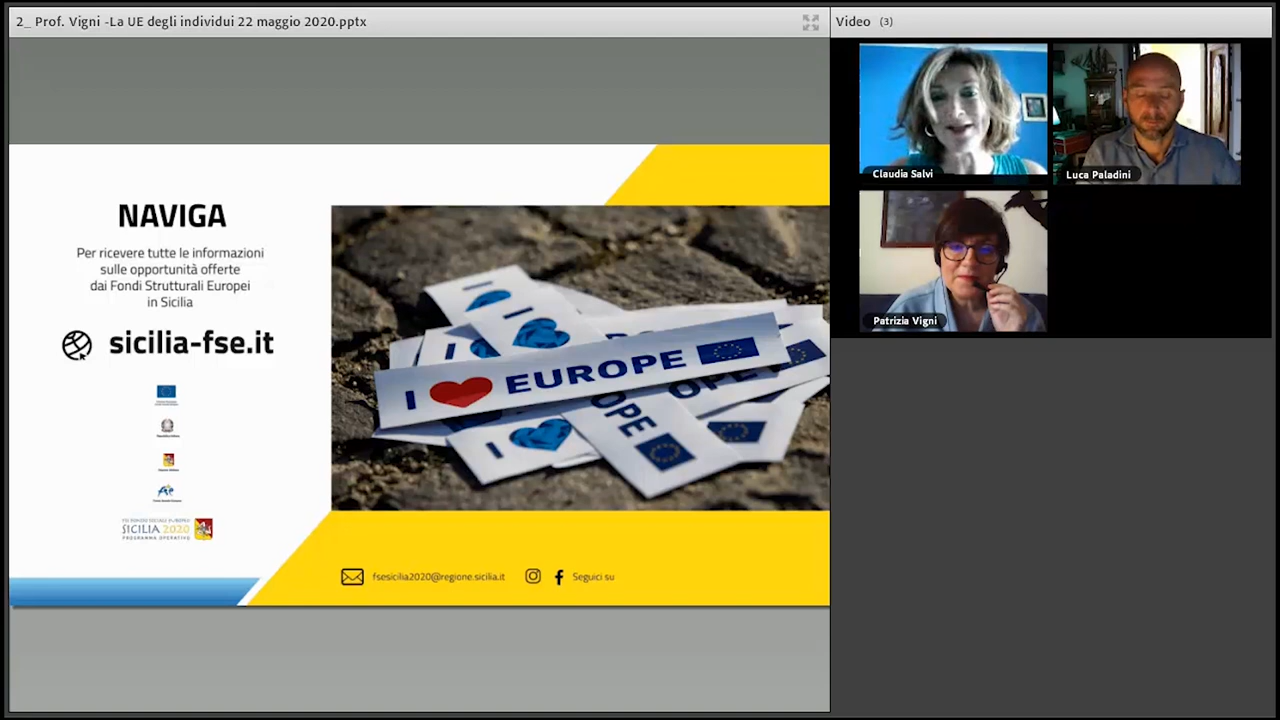 2_ Prof. Vigni -La UE degli individui 22 maggio 2020.pptx
Video (3)
NAVIGA
Per ricevere tutte le informazioni
sulle opportunità offerte
dai Fondi Strutturali Europei
in Sicilia
sicilia-fse.it
SICILIA 2020
PROGRAMMA OPERATIVO
I EUROPE
I
I
I
I
OPE
OPE
fsesicilia2020@regione.sicilia.it
Seguici su
Claudia Salvi
Luca Paladini
Patrizia Vigni